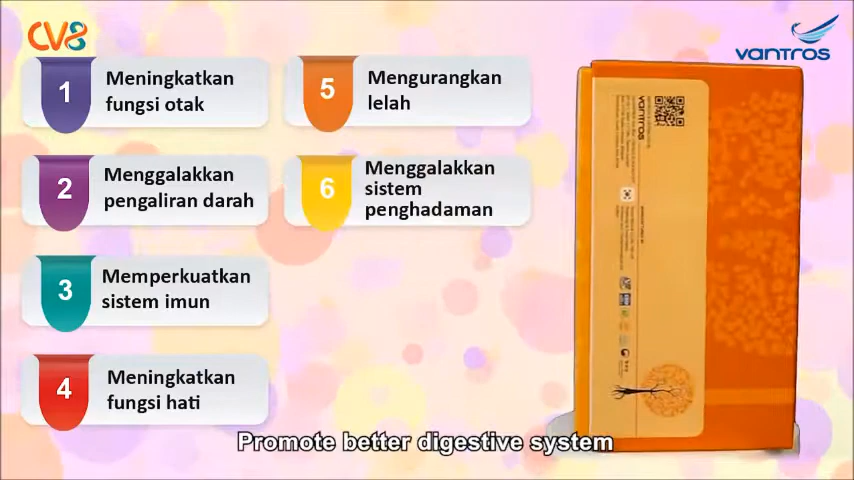 CV8
vantros
1
Meningkatkan
fungsi otak
2
Menggalakkan
pengaliran darah
3
Memperkuatkan
sistem imun
4
Meningkatkan
fungsi hati
5
Mengurangkan
lelah
6
Menggalakkan
sistem
penghadaman
vantros
Promote better digestive system